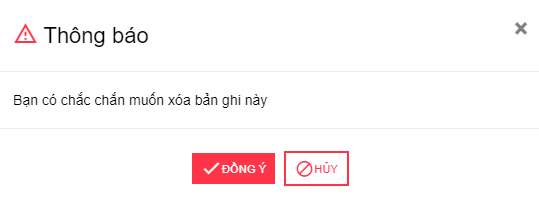 Thông báo
Bạn có chắc chắn muốn xóa bản ghi này
ĐỒNG Ý HỦY